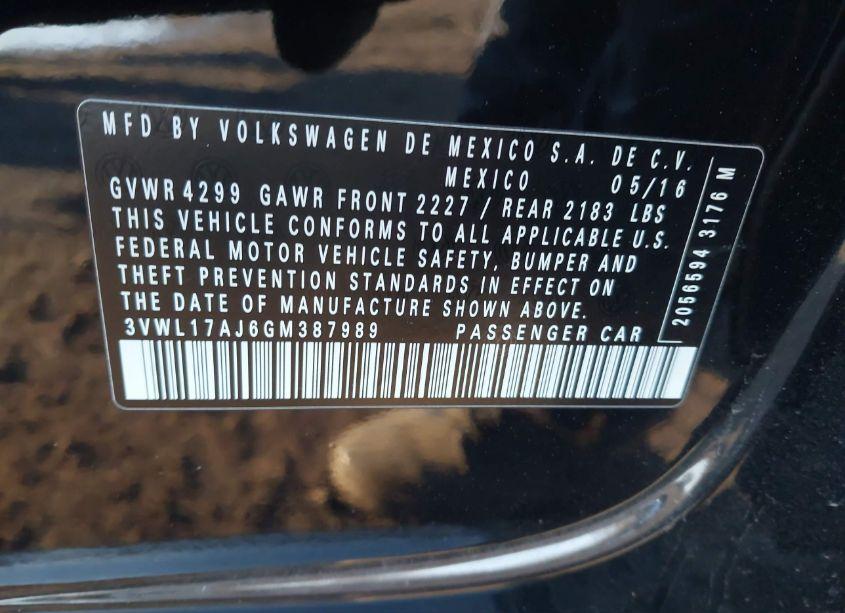 MFD BY VOLKSWAGEN DE MEXICO S.A. DE C.V.
MEXICO 05/16
GVWR 4299 GAWR FRONT 2227 / REAR 2183 LBS
THIS VEHICLE CONFORMS TO ALL APPLICABLE U.S.
FEDERAL MOTOR VEHICLE SAFETY, BUMPER AND
THEFT PREVENTION STANDARDS IN EFFECT ON
THE DATE OF MANUFACTURE SHOWN ABOVE.
3VWL17AJ6GM387989 PASSENGER CAR
2056594 3176 M